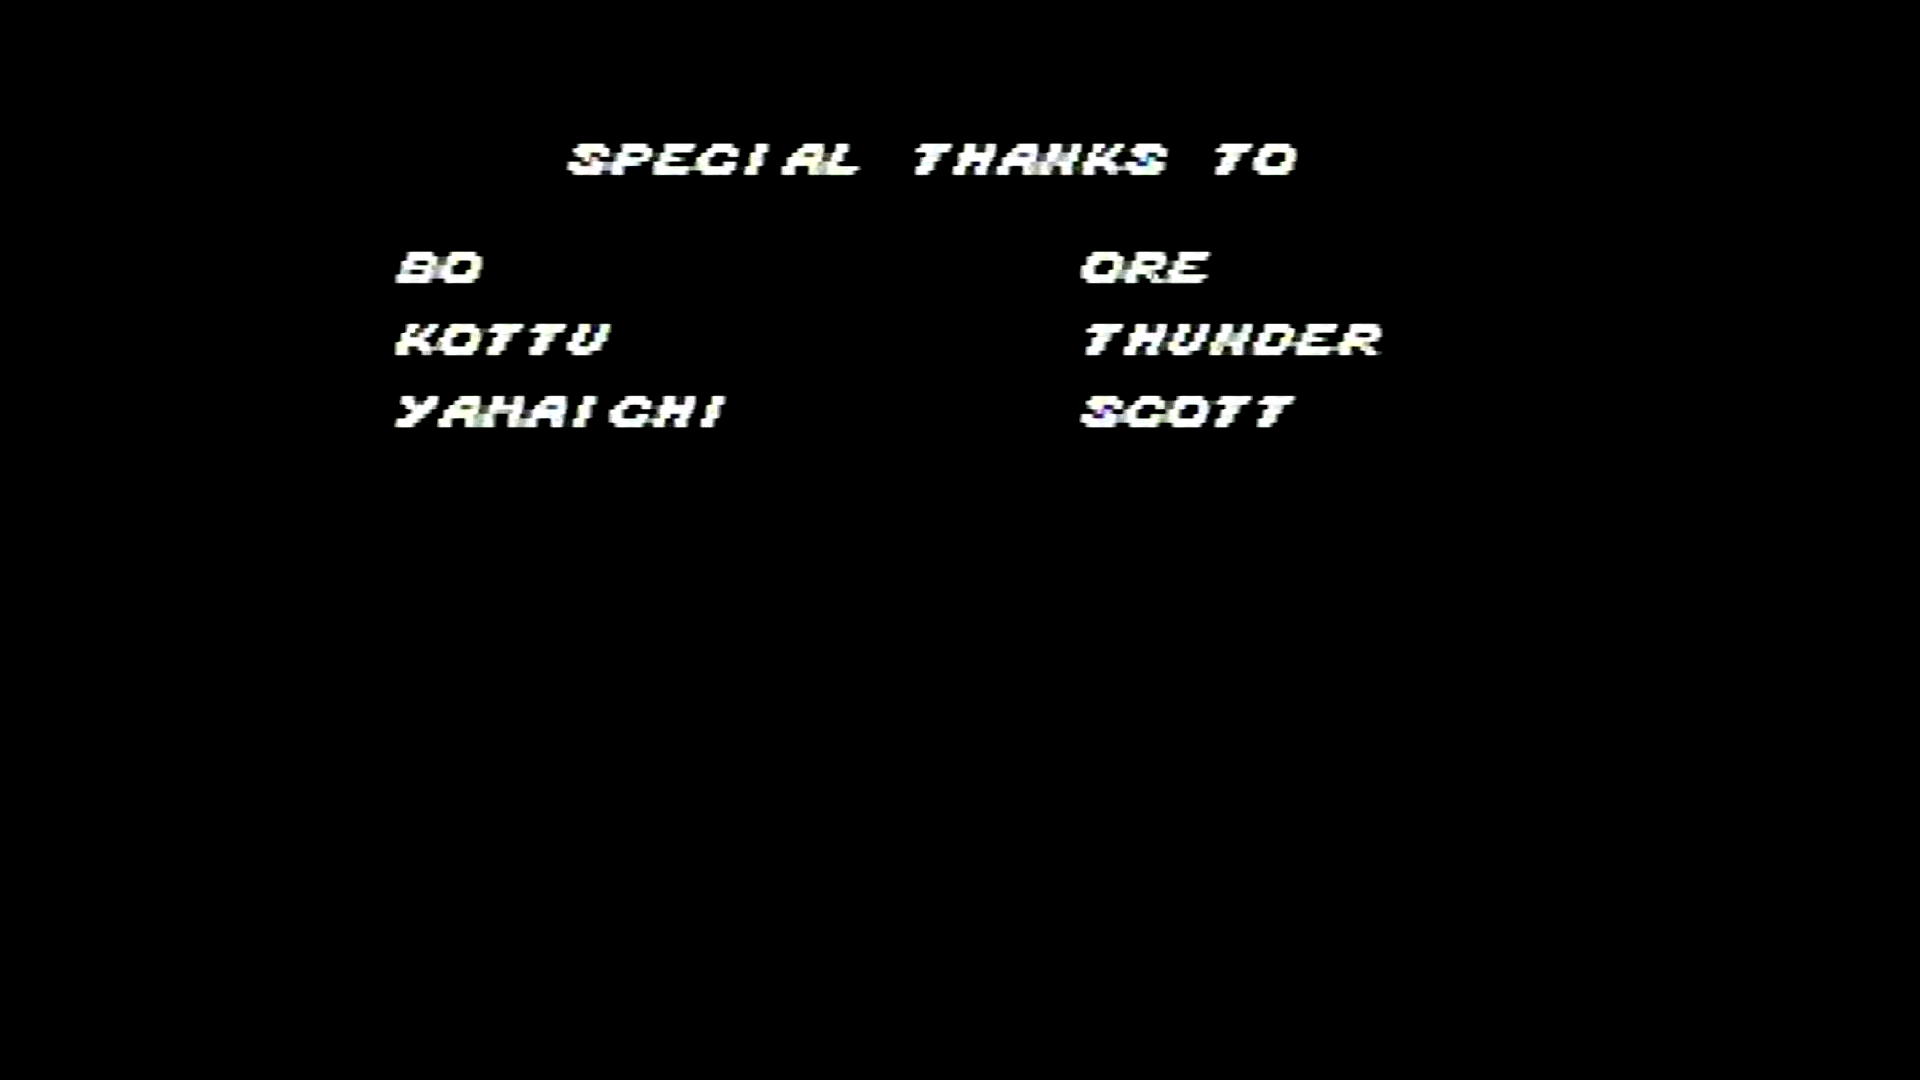 SPECIAL THANKS TO
BO ORE
KOTTU THUNDER
YAMAICHI SCOTT